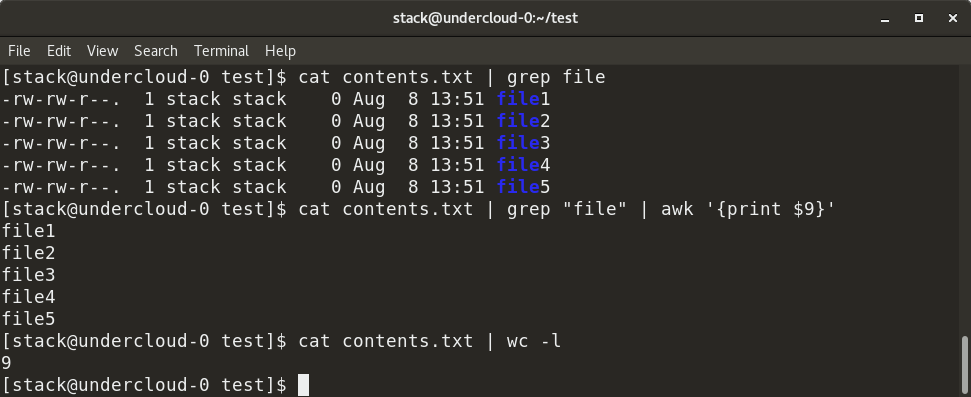 stack@undercloud-0:~/test
File Edit View Search Terminal Help
[stack@undercloud-0 test]$ cat contents.txt | grep file
-rw-rw-r--.  1 stack stack    0 Aug  8 13:51 file1
-rw-rw-r--.  1 stack stack    0 Aug  8 13:51 file2
-rw-rw-r--.  1 stack stack    0 Aug  8 13:51 file3
-rw-rw-r--.  1 stack stack    0 Aug  8 13:51 file4
-rw-rw-r--.  1 stack stack    0 Aug  8 13:51 file5
[stack@undercloud-0 test]$ cat contents.txt | grep "file" | awk '{print $9}'
file1
file2
file3
file4
file5
[stack@undercloud-0 test]$ cat contents.txt | wc -l
9
[stack@undercloud-0 test]$